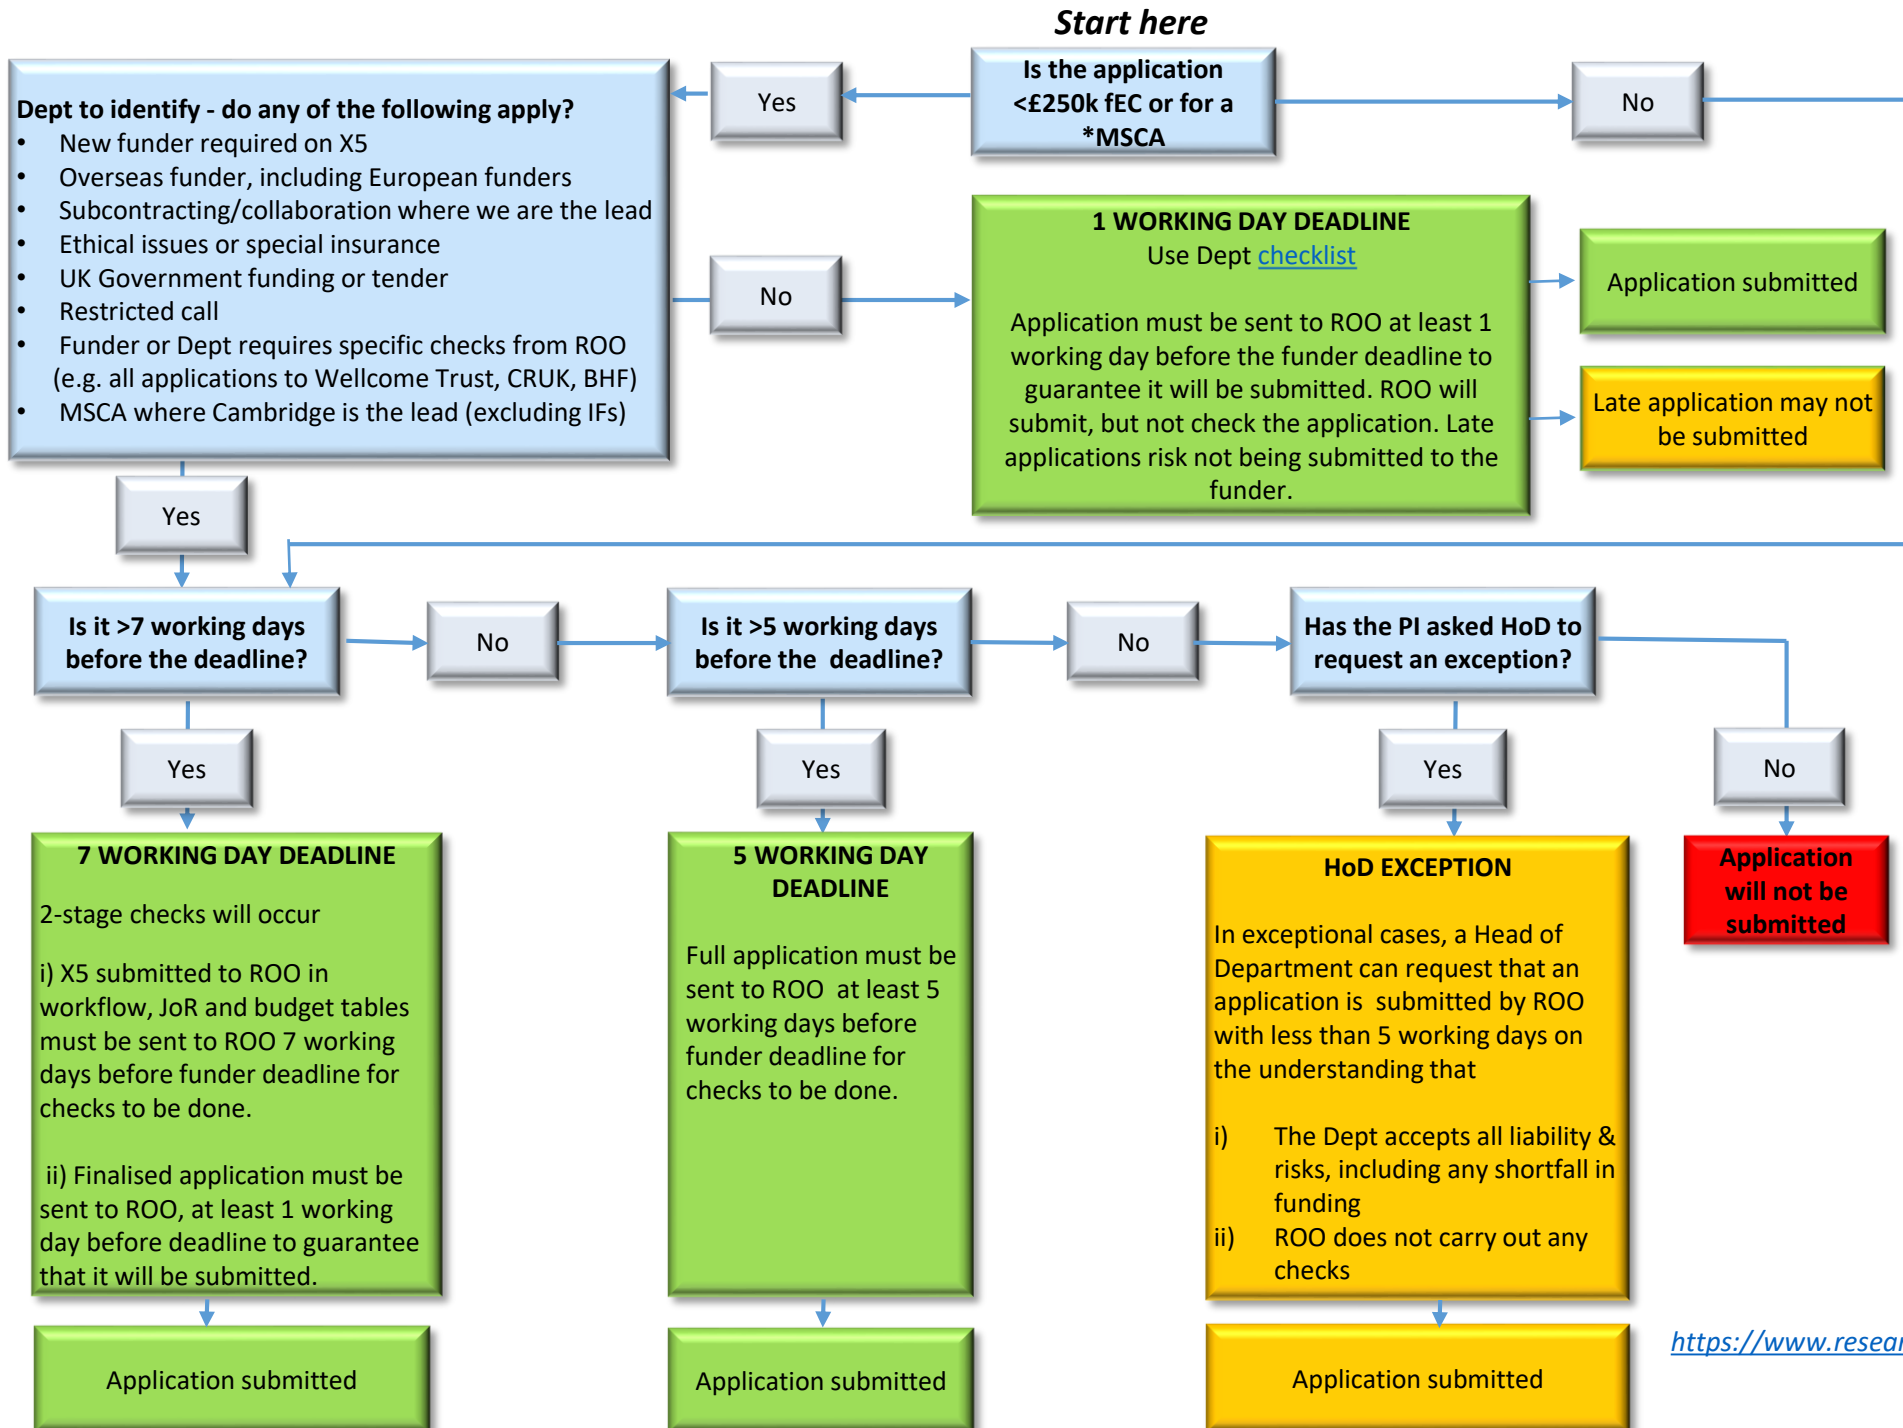 Start here
Is the application
<£250k fEC or for a
*MSCA
Yes
No
Dept to identify - do any of the following apply?
• New funder required on X5
• Overseas funder, including European funders
• Subcontracting/collaboration where we are the lead
• Ethical issues or special insurance
• UK Government funding or tender
• Restricted call
• Funder or Dept requires specific checks from ROO
(e.g. all applications to Wellcome Trust, CRUK, BHF)
• MSCA where Cambridge is the lead (excluding IFs)
No
1 WORKING DAY DEADLINE
Use Dept checklist
Application must be sent to ROO at least 1
working day before the funder deadline to
guarantee it will be submitted. ROO will
submit, but not check the application. Late
applications risk not being submitted to the
funder.
Application submitted
Late application may not
be submitted
Yes
Is it >7 working days
before the deadline?
No
Is it >5 working days
before the  deadline?
No
Has the PI asked HoD to
request an exception?
Yes
Yes
Yes
No
7 WORKING DAY DEADLINE
2-stage checks will occur
i) X5 submitted to ROO in
workflow, JoR and budget tables
must be sent to ROO 7 working
days before funder deadline for
checks to be done.
ii) Finalised application must be
sent to ROO, at least 1 working
day before deadline to guarantee
that it will be submitted.
Application submitted
5 WORKING DAY
DEADLINE
Full application must be
sent to ROO  at least 5
working days before
funder deadline for
checks to be done.
Application submitted
HoD EXCEPTION
In exceptional cases, a Head of
Department can request that an
application is  submitted by ROO
with less than 5 working days on
the understanding that
i) The Dept accepts all liability &
risks, including any shortfall in
funding
ii) ROO does not carry out any
checks
Application submitted
Application
will not be
submitted
https://www.resear